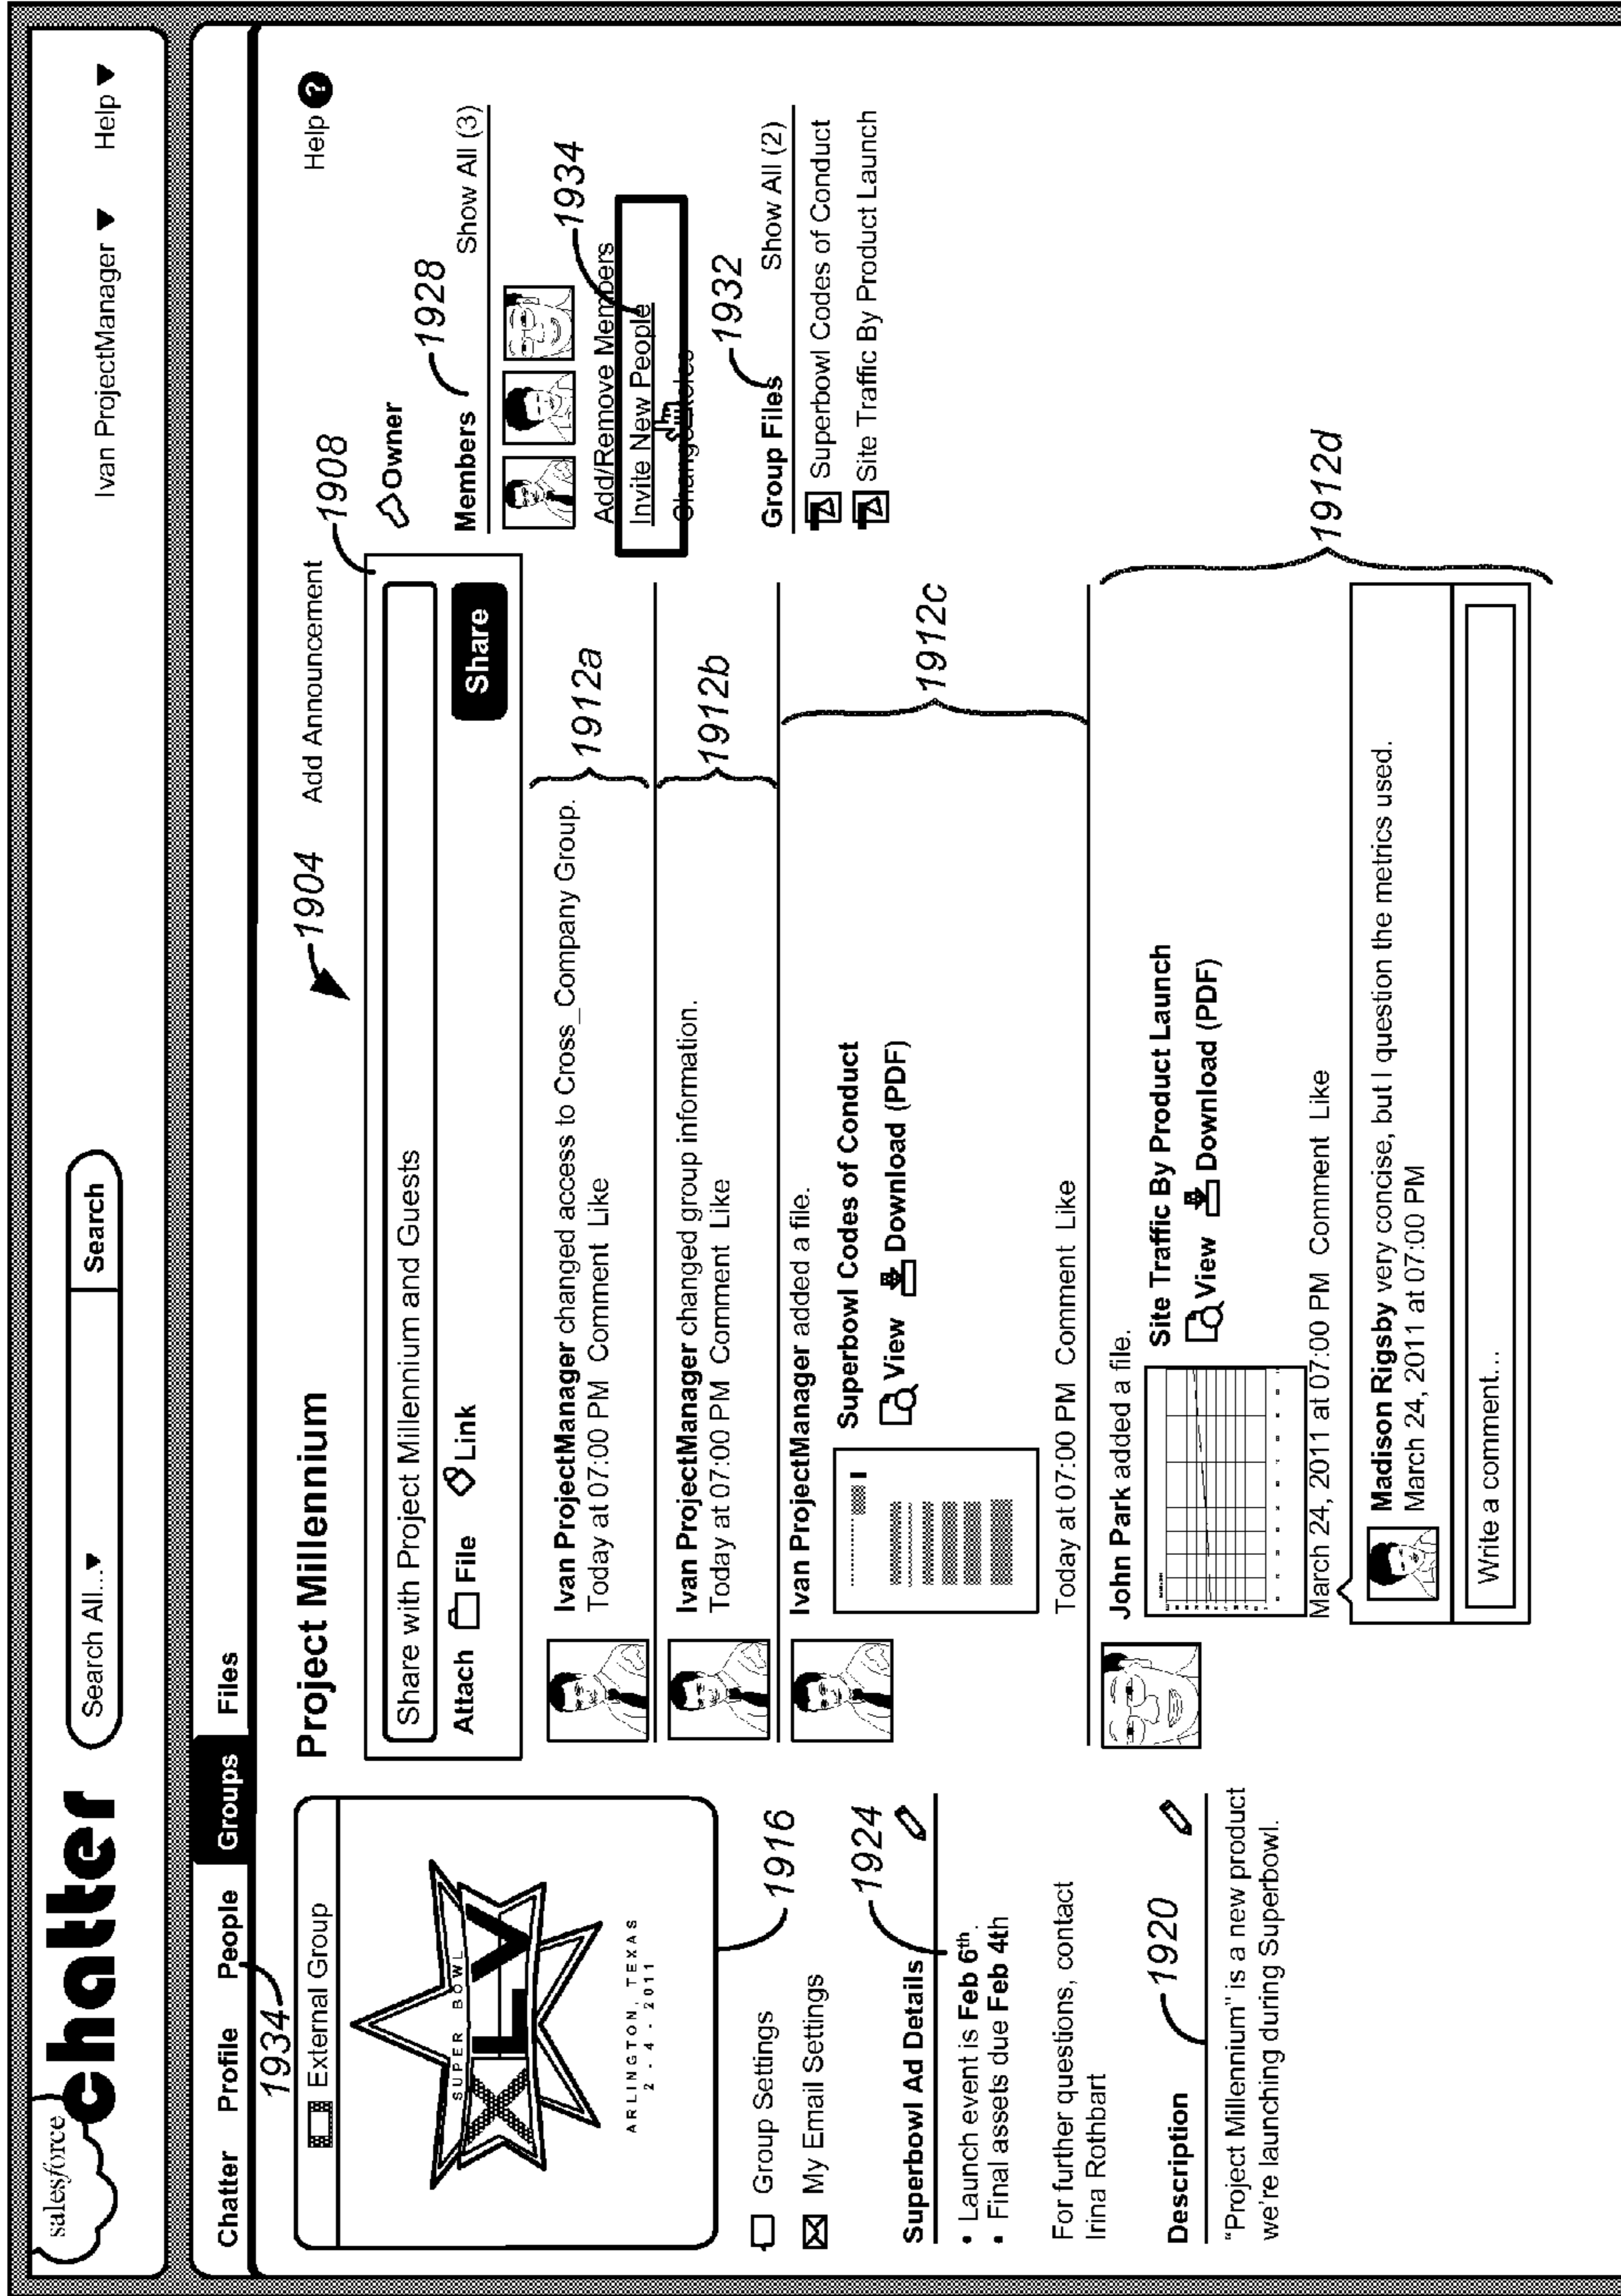 salesforce
chatter
Search All...
Search
Ivan ProjectManager
Help
Chatter Profile People Groups Files
1934
External Group
SUPER BOWL
XLV
ARLINGTON, TEXAS
2 - 4 - 2011
1916
Group Settings
My Email Settings
Superbowl Ad Details
1924
• Launch event is Feb 6th.
• Final assets due Feb 4th
For further questions, contact
Irina Rothbart
1920
Description
"Project Millennium" is a new product
we're launching during Superbowl.
Project Millennium
1904
Add Announcement
1908
Share with Project Millennium and Guests
Attach File Link
Share
Ivan ProjectManager changed access to Cross_Company Group.
Today at 07:00 PM Comment Like
1912a
Ivan ProjectManager changed group information.
Today at 07:00 PM Comment Like
1912b
Ivan ProjectManager added a file.
Superbowl Codes of Conduct
View Download (PDF)
Today at 07:00 PM Comment Like
1912c
John Park added a file.
Site Traffic By Product Launch
View Download (PDF)
March 24, 2011 at 07:00 PM Comment Like
Madison Rigsby very concise, but I question the metrics used.
March 24, 2011 at 07:00 PM
Write a comment...
1912d
Help ?
Owner
1928
Members Show All (3)
Add/Remove Members
1934
Invite New People
1932
Group Files Show All (2)
Superbowl Codes of Conduct
Site Traffic By Product Launch